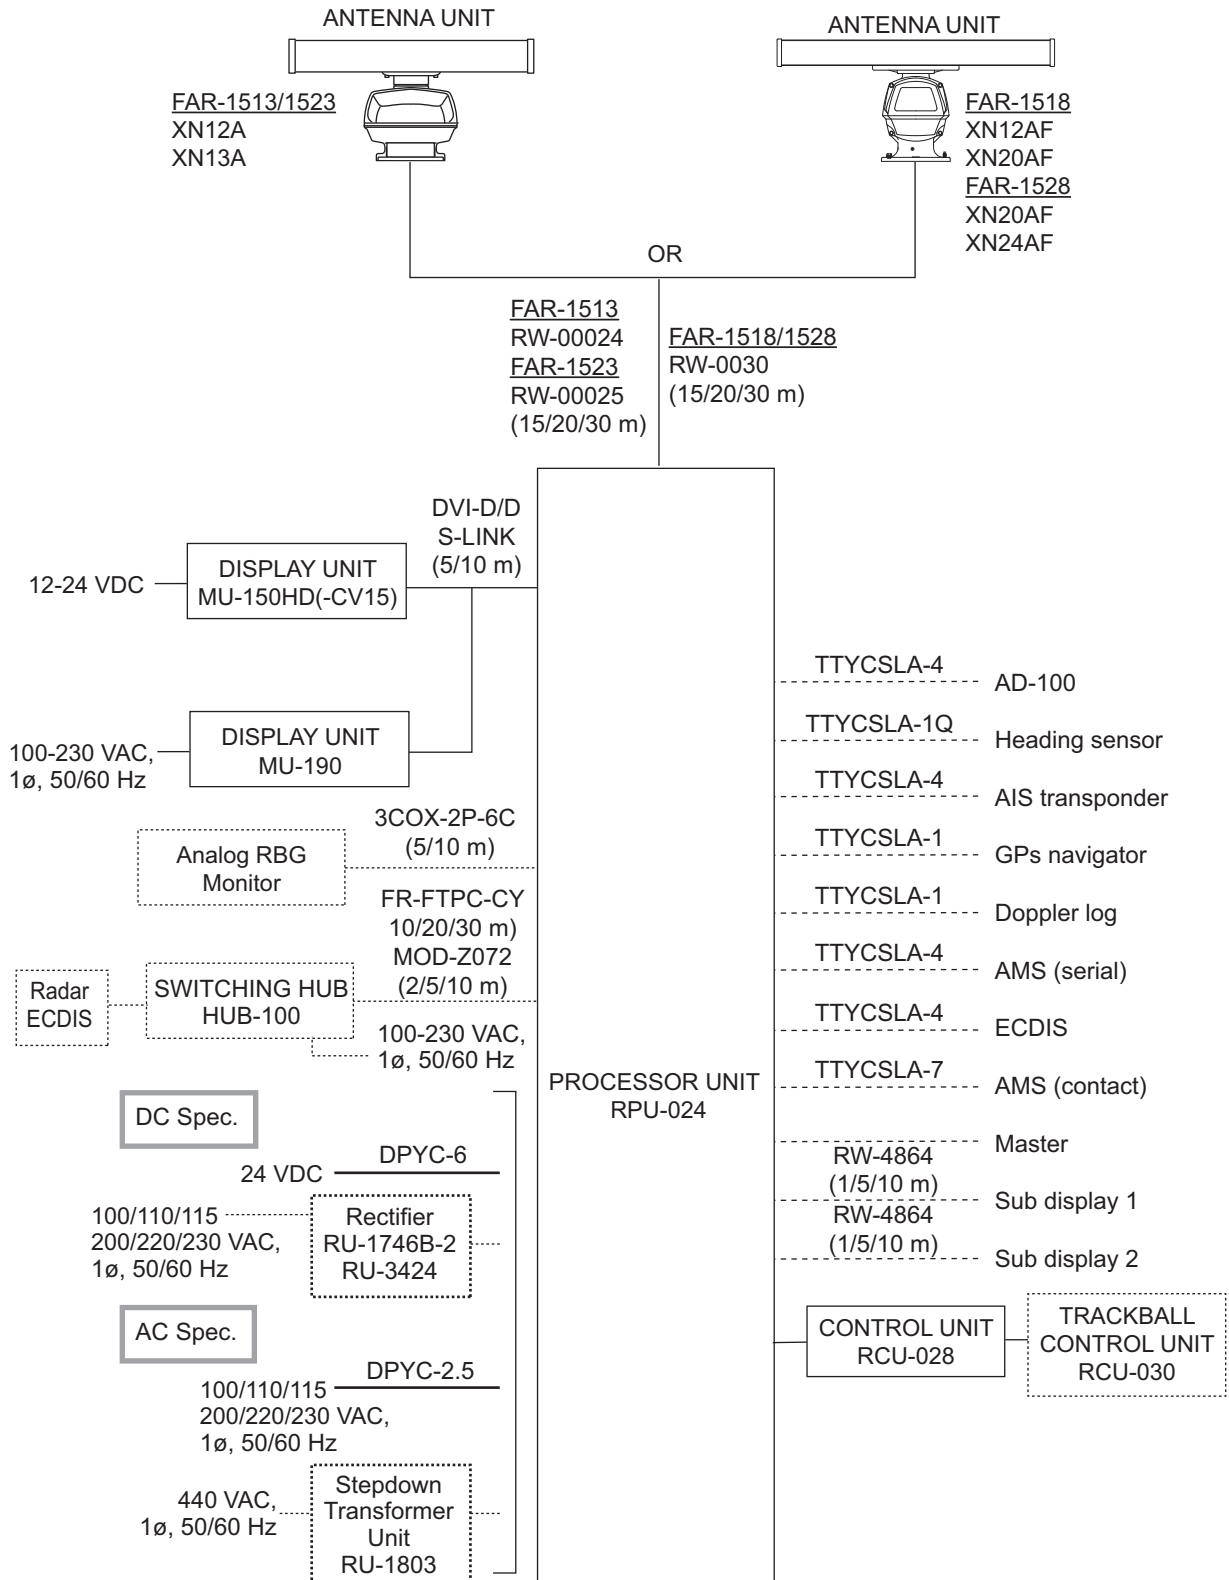 ANTENNA UNIT
ANTENNA UNIT
FAR-1513/1523
XN12A
XN13A
FAR-1518
XN12AF
XN20AF
FAR-1528
XN20AF
XN24AF
OR
FAR-1513
RW-00024
FAR-1523
RW-00025
(15/20/30 m)
FAR-1518/1528
RW-0030
(15/20/30 m)
DVI-D/D
S-LINK
(5/10 m)
12-24 VDC
DISPLAY UNIT
MU-150HD(-CV15)
100-230 VAC,
1ø, 50/60 Hz
DISPLAY UNIT
MU-190
3COX-2P-6C
(5/10 m)
Analog RBG
Monitor
FR-FTPC-CY
10/20/30 m)
MOD-Z072
(2/5/10 m)
Radar
ECDIS
SWITCHING HUB
HUB-100
100-230 VAC,
1ø, 50/60 Hz
PROCESSOR UNIT
RPU-024
DC Spec.
DPYC-6
24 VDC
100/110/115
200/220/230 VAC,
1ø, 50/60 Hz
Rectifier
RU-1746B-2
RU-3424
AC Spec.
DPYC-2.5
100/110/115
200/220/230 VAC,
1ø, 50/60 Hz
440 VAC,
1ø, 50/60 Hz
Stepdown
Transformer
Unit
RU-1803
TTYCSLA-4
AD-100
TTYCSLA-1Q
Heading sensor
TTYCSLA-4
AIS transponder
TTYCSLA-1
GPs navigator
TTYCSLA-1
Doppler log
TTYCSLA-4
AMS (serial)
TTYCSLA-4
ECDIS
TTYCSLA-7
AMS (contact)
Master
RW-4864
(1/5/10 m)
Sub display 1
RW-4864
(1/5/10 m)
Sub display 2
CONTROL UNIT
RCU-028
TRACKBALL
CONTROL UNIT
RCU-030